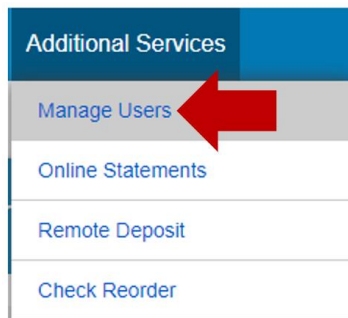 Additional Services
Manage Users
Online Statements
Remote Deposit
Check Reorder